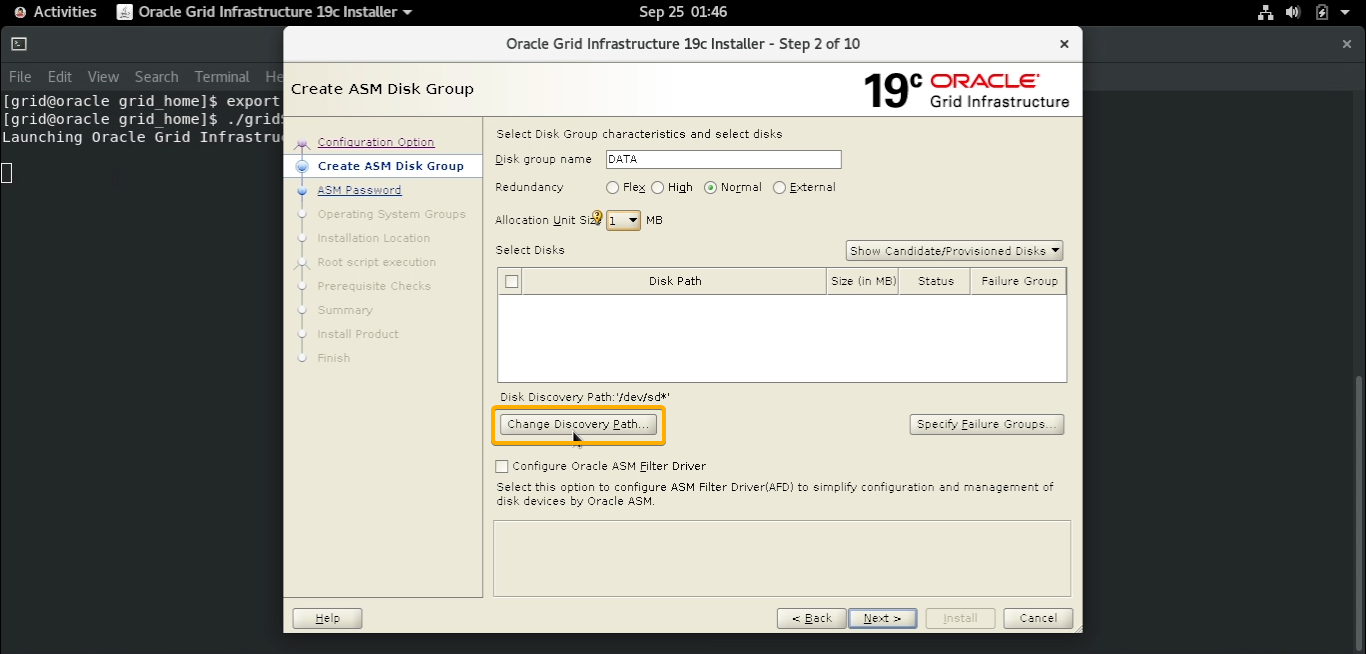 Activities Oracle Grid Infrastructure 19c Installer Sep 25 01:46
Oracle Grid Infrastructure 19c Installer - Step 2 of 10
File Edit View Search Terminal He
[grid@oracle grid_home]$ export
[grid@oracle grid_home]$ ./grid
Launching Oracle Grid Infrastru
Create ASM Disk Group
19c ORACLE
Grid Infrastructure
Configuration Option
Create ASM Disk Group
ASM Password
Operating System Groups
Installation Location
Root script execution
Prerequisite Checks
Summary
Install Product
Finish
Select Disk Group characteristics and select disks
Disk group name DATA
Redundancy Flex High Normal External
Allocation Unit Size 1 MB
Select Disks Show Candidate/Provisioned Disks
Disk Path Size (in MB) Status Failure Group
Disk Discovery Path:'/dev/sd*'
Change Discovery Path... Specify Failure Groups...
Configure Oracle ASM Filter Driver
Select this option to configure ASM Filter Driver(AFD) to simplify configuration and management of
disk devices by Oracle ASM.
Help < Back Next > Install Cancel